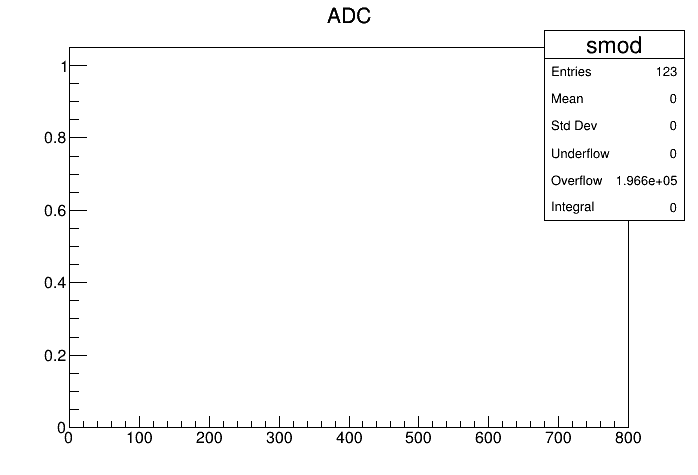 ADC
smod
Entries 123
Mean 0
Std Dev 0
Underflow 0
Overflow 1.966e+05
Integral 0
1
0.8
0.6
0.4
0.2
0
0 100 200 300 400 500 600 700 800